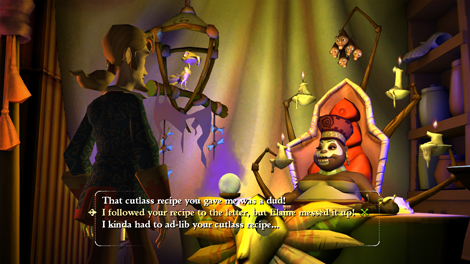 That cutlass recipe you gave me was a dud!
I followed your recipe to the letter, but Elaine messed it up!
I kinda had to ad-lib your cutlass recipe...